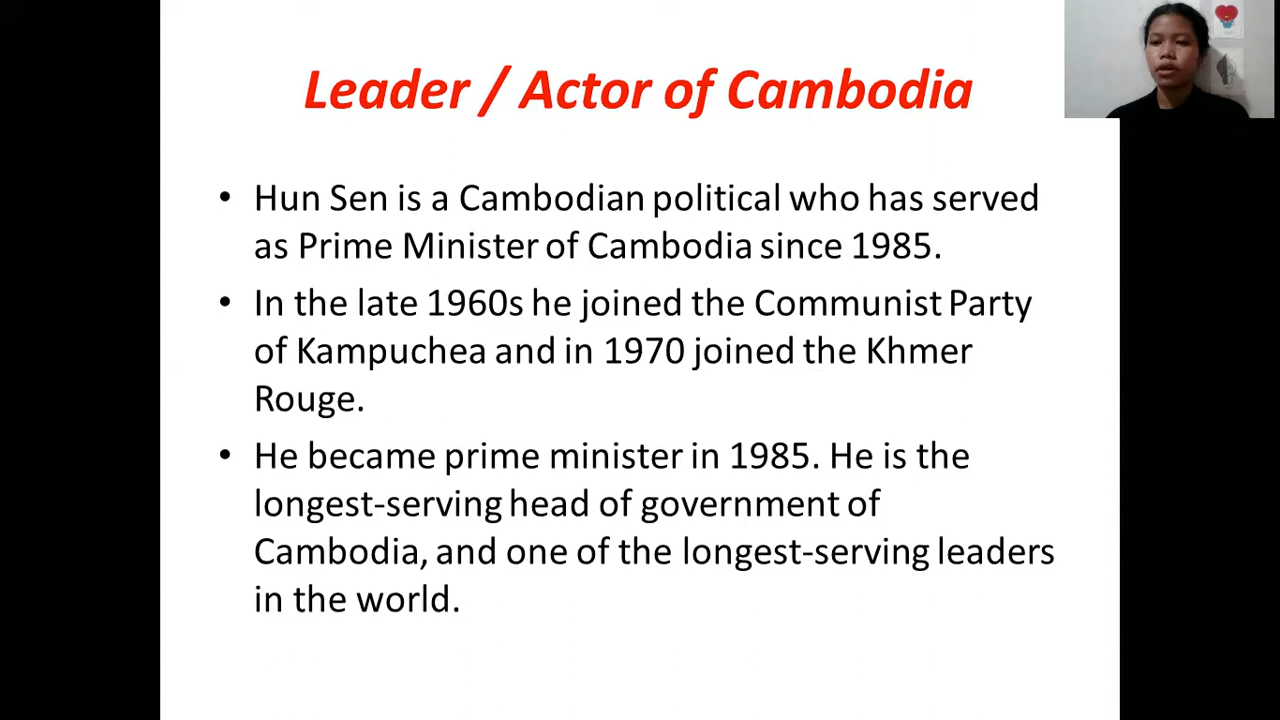 Leader / Actor of Cambodia
• Hun Sen is a Cambodian political who has served
as Prime Minister of Cambodia since 1985.
• In the late 1960s he joined the Communist Party
of Kampuchea and in 1970 joined the Khmer
Rouge.
• He became prime minister in 1985. He is the
longest-serving head of government of
Cambodia, and one of the longest-serving leaders
in the world.